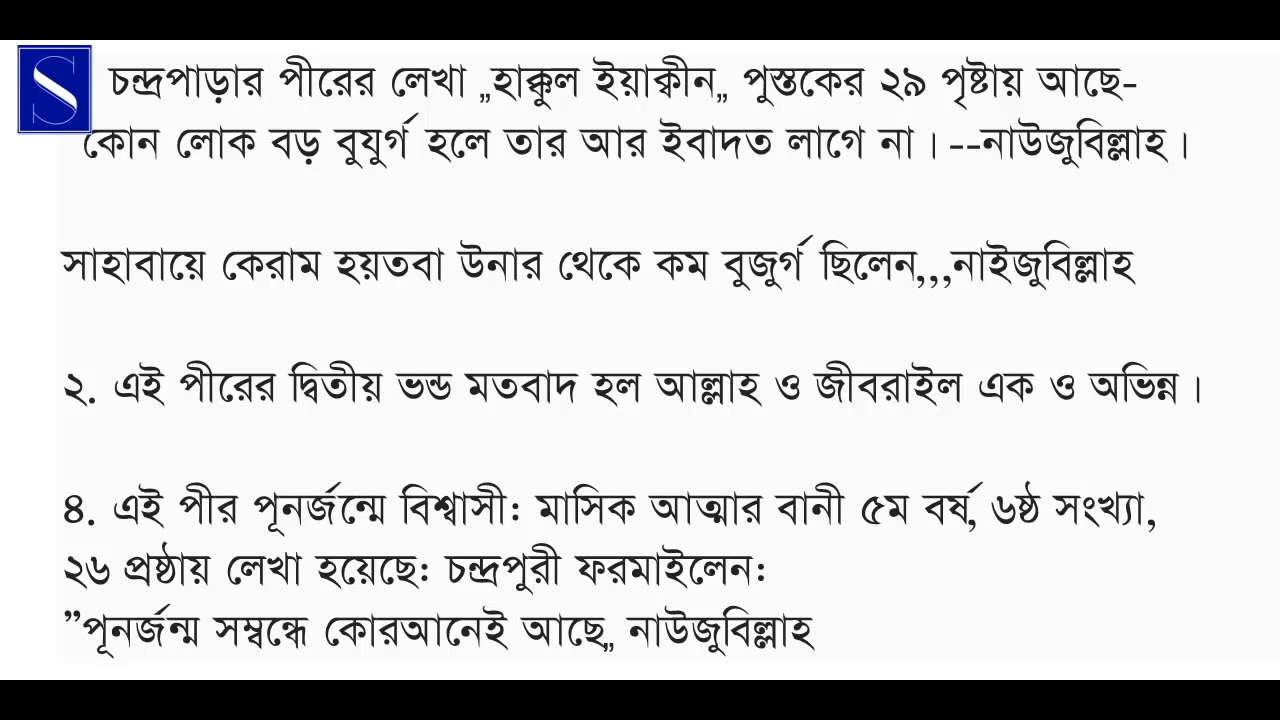 S
চন্দ্রপাড়ার পীরের লেখা „হাক্কুল ইয়াক্বীন„ পুস্তকের ২৯ পৃষ্টায় আছে-
কোন লোক বড় বুযুর্গ হলে তার আর ইবাদত লাগে না। --নাউজুবিল্লাহ।
সাহাবায়ে কেরাম হয়তবা উনার থেকে কম বুজুর্গ ছিলেন,,,নাইজুবিল্লাহ
২. এই পীরের দ্বিতীয় ভন্ড মতবাদ হল আল্লাহ ও জীবরাইল এক ও অভিন্ন।
৪. এই পীর পূনর্জন্মে বিশ্বাসী: মাসিক আত্মার বানী ৫ম বর্ষ, ৬ষ্ঠ সংখ্যা,
২৬ প্রষ্ঠায় লেখা হয়েছে: চন্দ্রপুরী ফরমাইলেন:
”পূনর্জন্ম সম্বন্ধে কোরআনেই আছে„ নাউজুবিল্লাহ